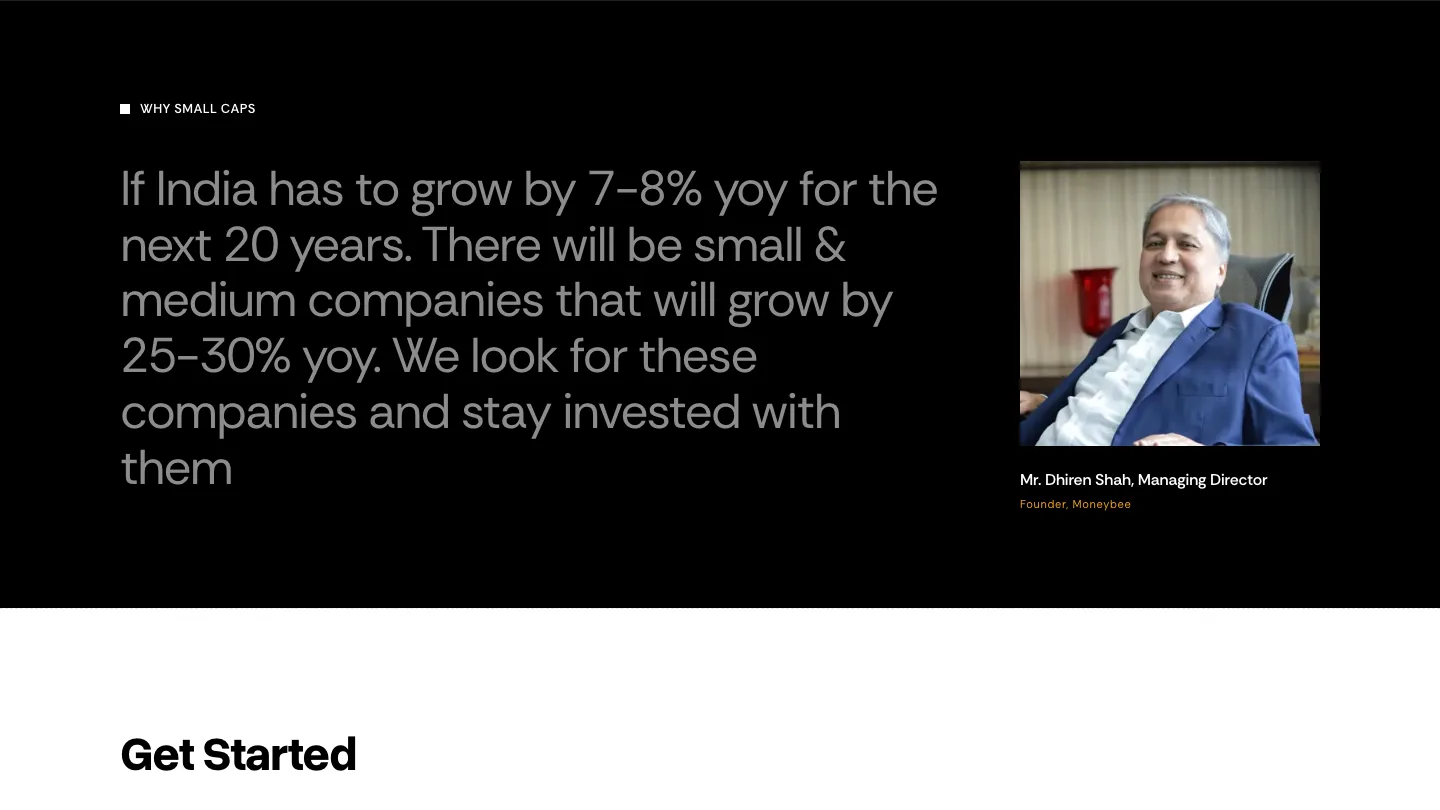 WHY SMALL CAPS
If India has to grow by 7–8% yoy for the
next 20 years. There will be small &
medium companies that will grow by
25–30% yoy. We look for these
companies and stay invested with
them
Mr. Dhiren Shah, Managing Director
Founder, Moneybee
Get Started